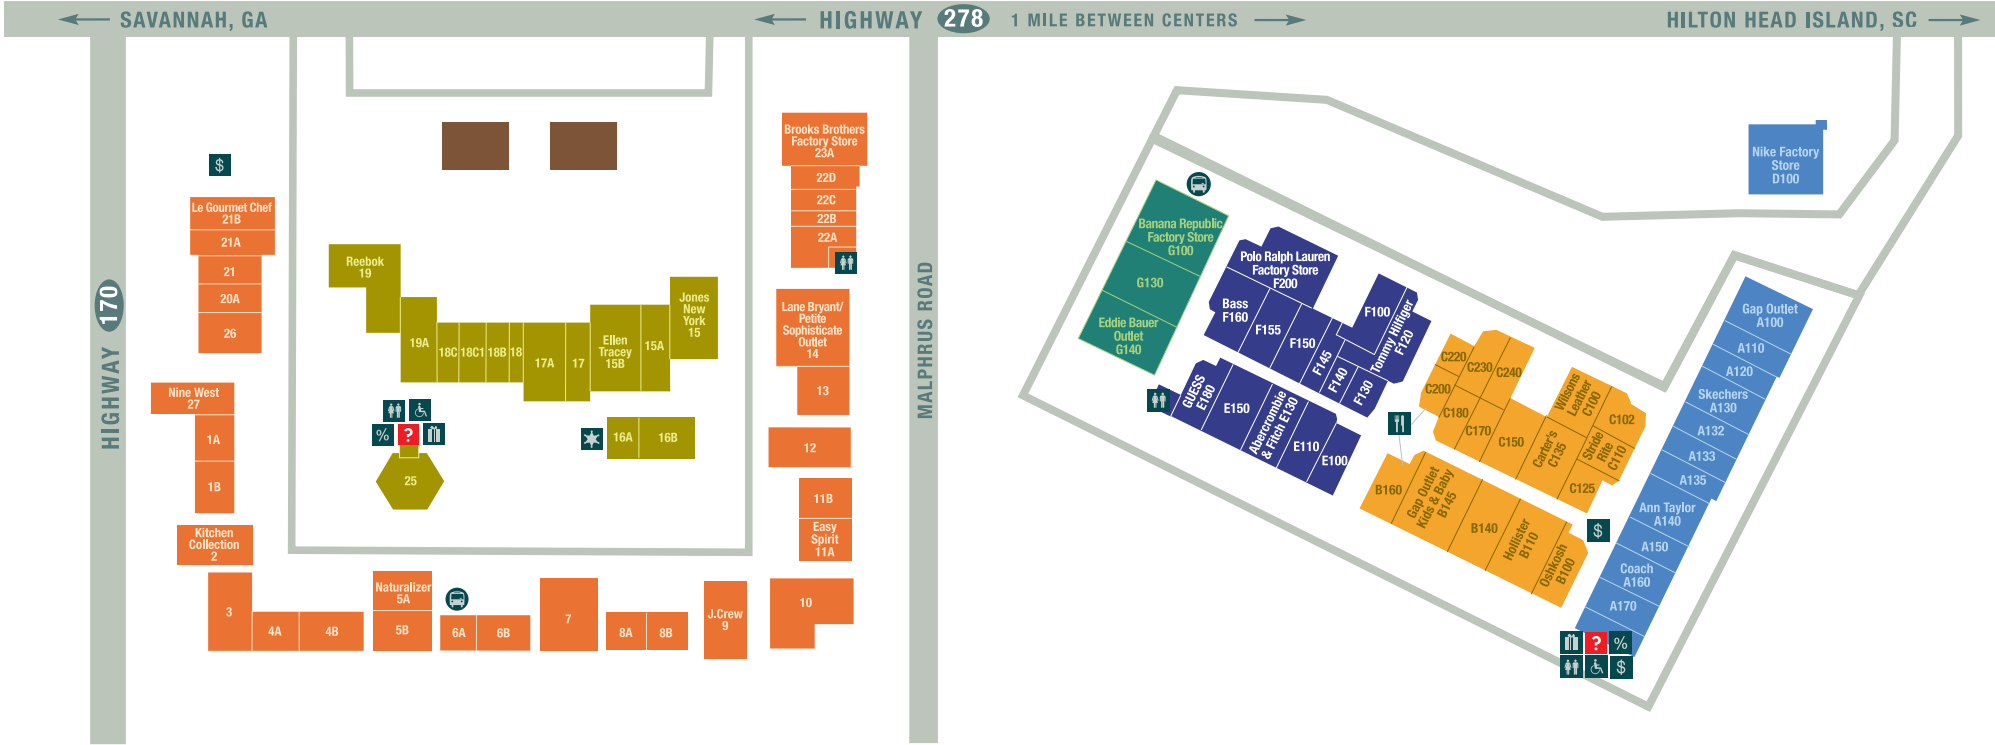 SAVANNAH, GA
HIGHWAY 278
1 MILE BETWEEN CENTERS
HILTON HEAD ISLAND, SC
HIGHWAY 170
MALPHRUS ROAD
$
Le Gourmet Chef
21B
21A
21
20A
26
Nine West
27
1A
1B
Kitchen
Collection
2
3
4A
4B
Naturalizer
5A
5B
6A
6B
7
8A
8B
J.Crew
9
10
Easy
Spirit
11A
11B
12
13
Lane Bryant/
Petite
Sophisticate
Outlet
14
22A
22B
22C
22D
Brooks Brothers
Factory Store
23A
Reebok
19
19A
18C
18C1
18B
18
17A
17
Ellen
Tracey
15B
15A
Jones
New
York
15
16A
16B
%
?
25
Banana Republic
Factory Store
G100
G130
Eddie Bauer
Outlet
G140
Polo Ralph Lauren
Factory Store
F200
Bass
F160
F155
F150
F145
F140
F130
F100
Tommy Hilfiger
F120
GUESS
E180
E150
Abercrombie
& Fitch E130
E110
E100
C220
C230
C240
C200
C180
C170
C150
Wilsons
Leather
C100
C102
Carter's
C135
Stride
Rite
C110
C125
B160
Gap Outlet
Kids & Baby
B145
B140
Hollister
B110
Oshkosh
B100
$
Nike Factory
Store
D100
Gap Outlet
A100
A110
A120
Skechers
A130
A132
A133
A135
Ann Taylor
A140
A150
Coach
A160
A170
?
%
$